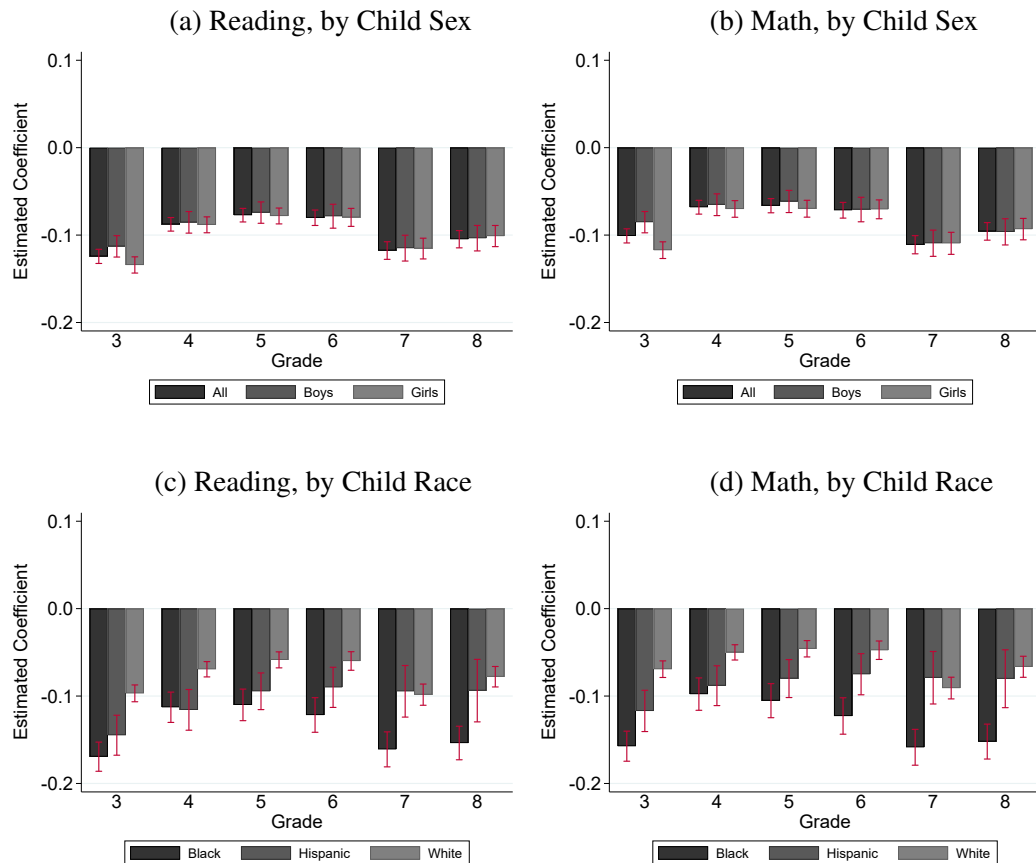 (a) Reading, by Child Sex
0.1
0.0
-0.1
-0.2
Estimated Coefficient
3 4 5 6 7 8
Grade
All Boys Girls
(b) Math, by Child Sex
0.1
0.0
-0.1
-0.2
Estimated Coefficient
3 4 5 6 7 8
Grade
All Boys Girls
(c) Reading, by Child Race
0.1
0.0
-0.1
-0.2
Estimated Coefficient
3 4 5 6 7 8
Grade
Black Hispanic White
(d) Math, by Child Race
0.1
0.0
-0.1
-0.2
Estimated Coefficient
3 4 5 6 7 8
Grade
Black Hispanic White